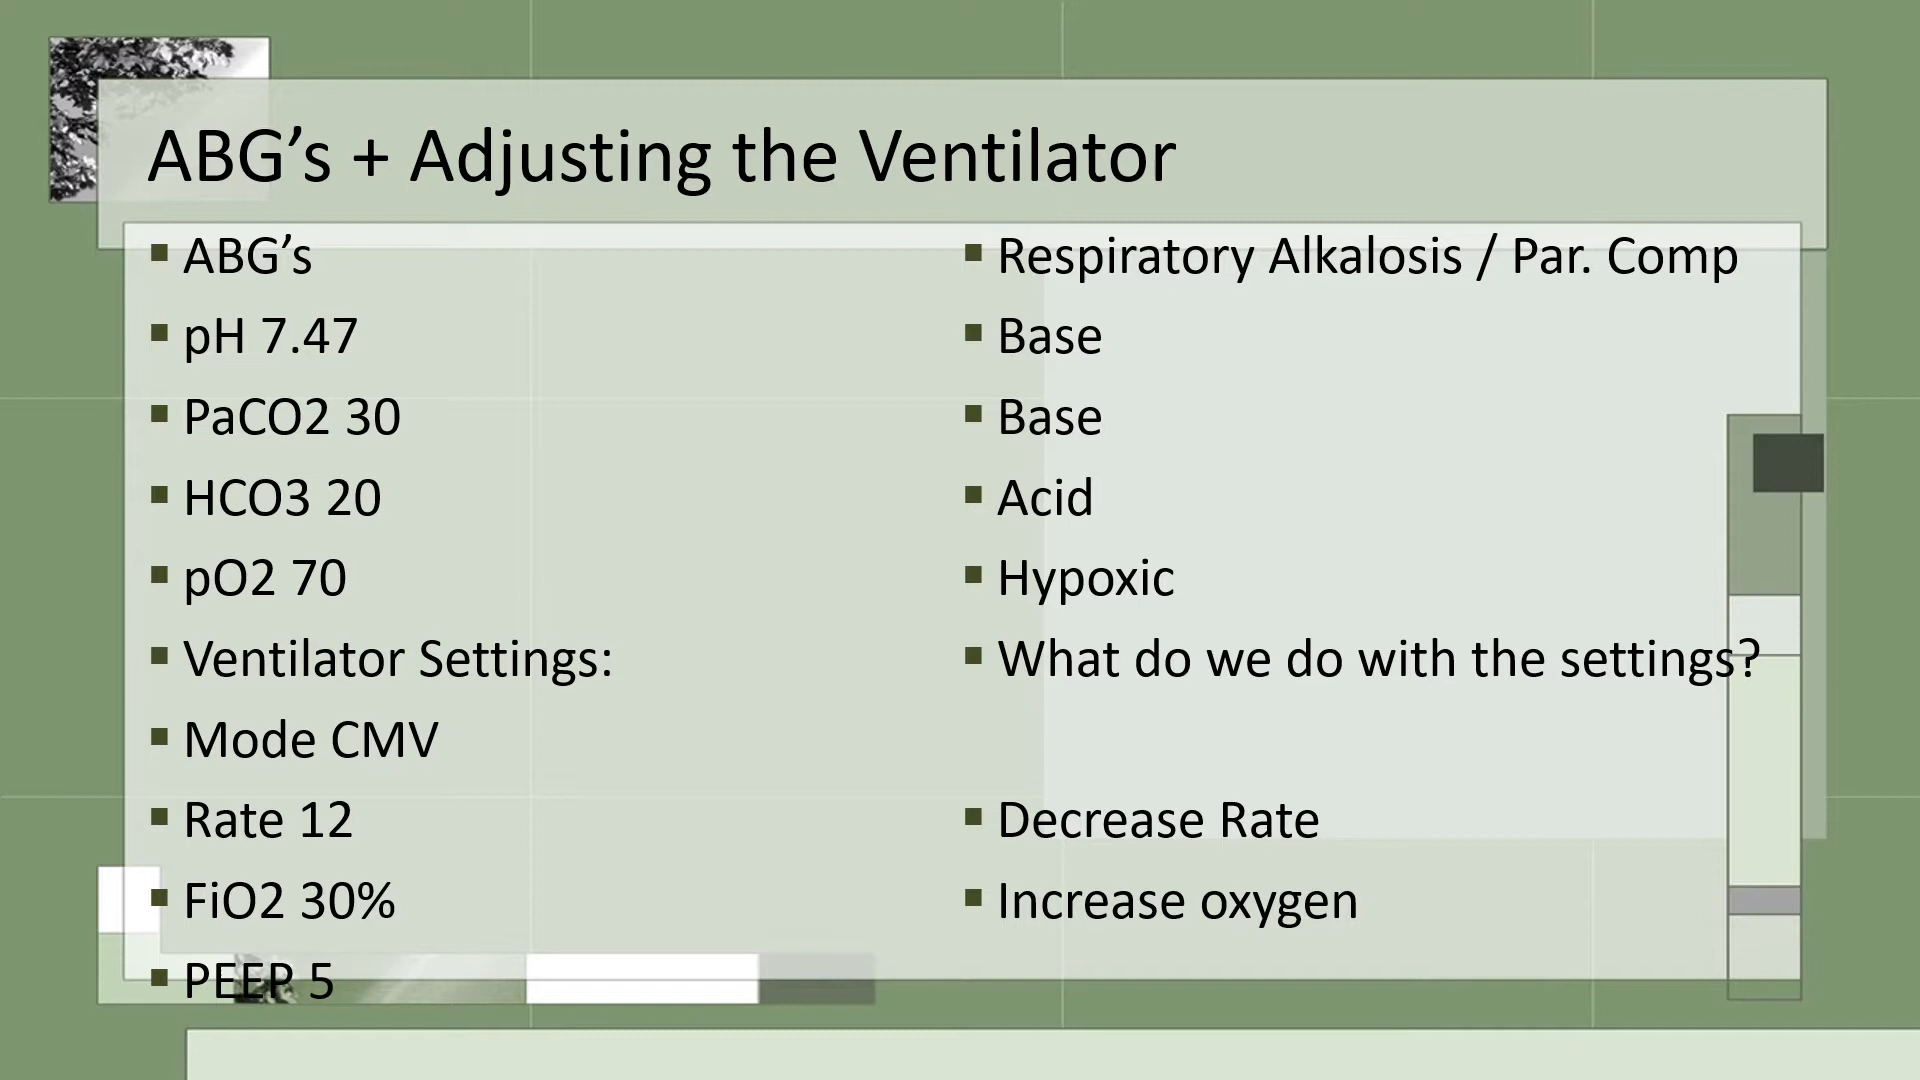 ABG’s + Adjusting the Ventilator
ABG’s
pH 7.47
PaCO2 30
HCO3 20
pO2 70
Ventilator Settings:
Mode CMV
Rate 12
FiO2 30%
PEEP 5
Respiratory Alkalosis / Par. Comp
Base
Base
Acid
Hypoxic
What do we do with the settings?
Decrease Rate
Increase oxygen